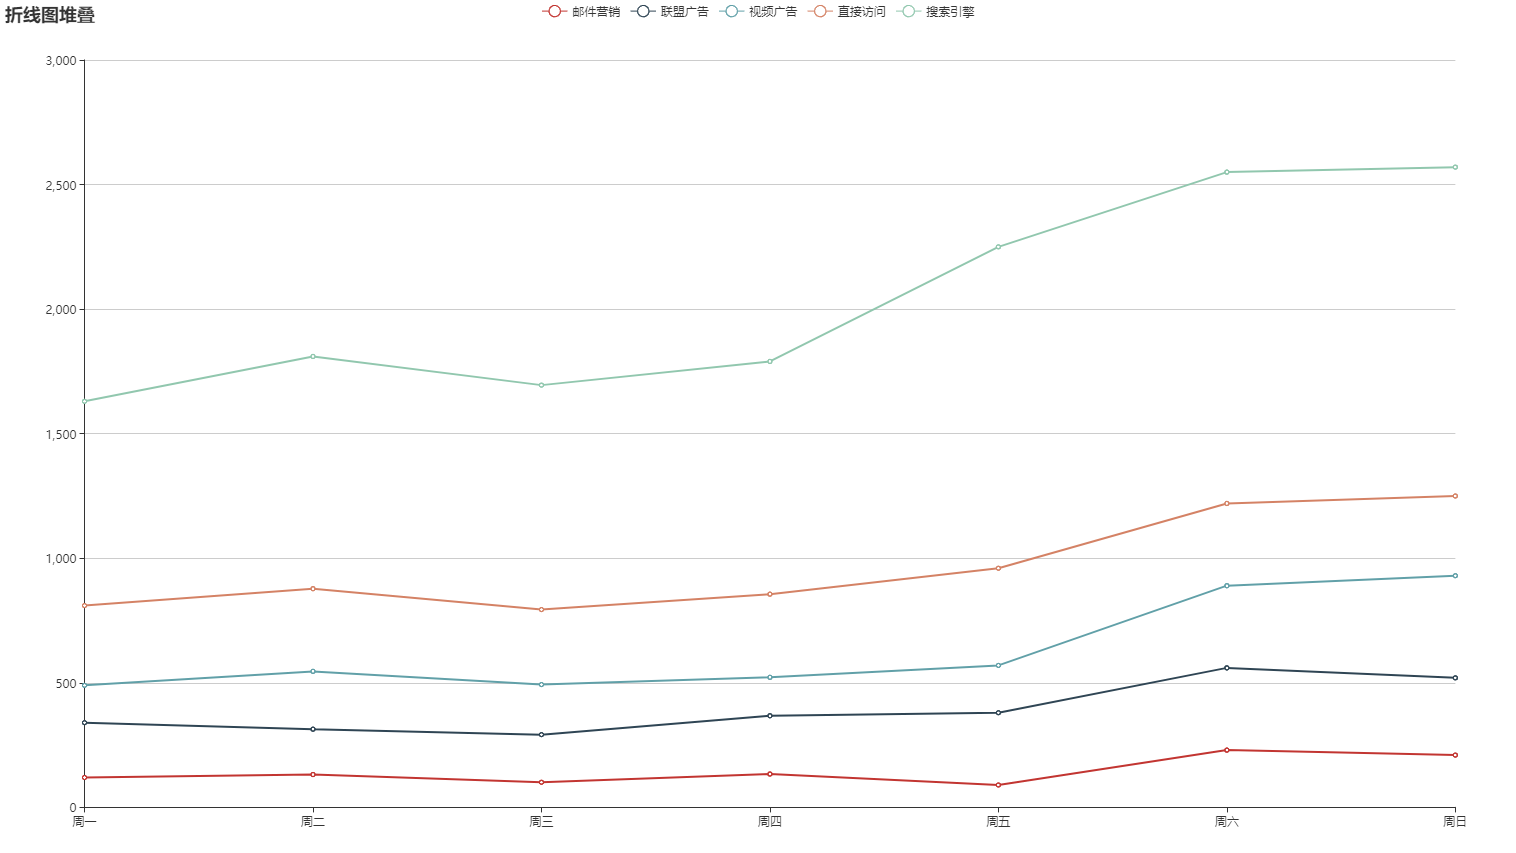 折线图堆叠
邮件营销 联盟广告 视频广告 直接访问 搜索引擎
3,000
2,500
2,000
1,500
1,000
500
0
周一 周二 周三 周四 周五 周六 周日